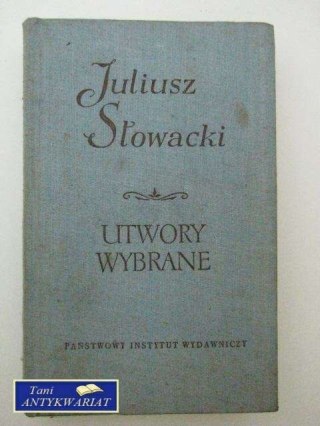 Juliusz
Słowacki
UTWORY
WYBRANE
PAŃSTWOWY INSTYTUT WYDAWNICZY
Tani
ANTYKWARIAT